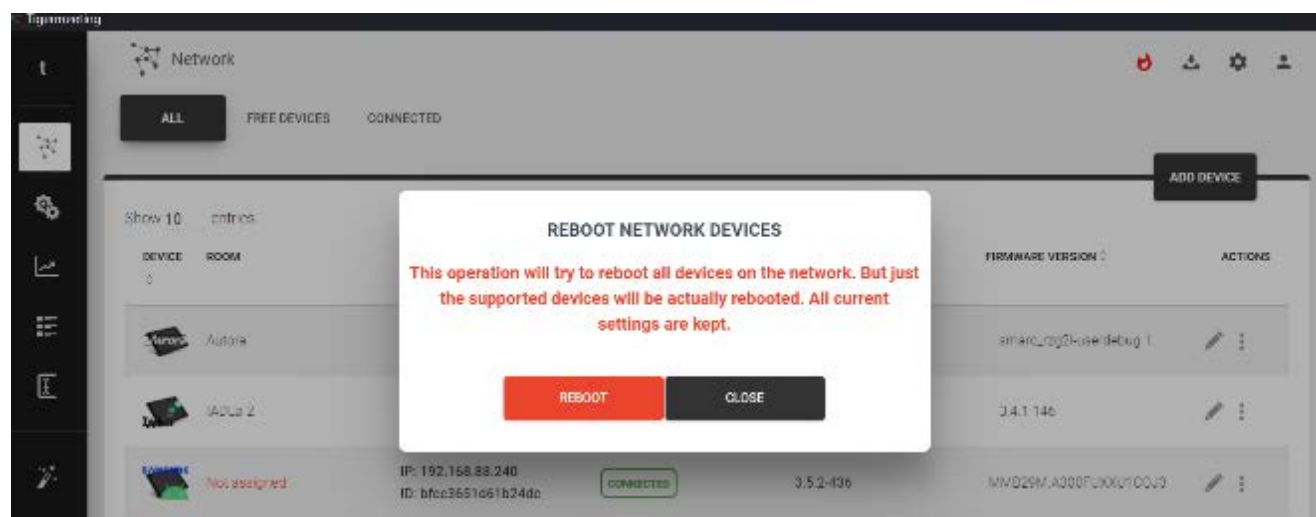 t
Network
ALL FREE DEVICES CONNECTED
ADD DEVICE
Show 10 entries
DEVICE ROOM FIRMWARE VERSION ACTIONS
REBOOT NETWORK DEVICES
This operation will try to reboot all devices on the network. But just
the supported devices will be actually rebooted. All current
settings are kept.
REBOOT CLOSE
Aurora
3.4.1-146
Not assigned
IP: 192.168.88.240
CONNECTED
3.5.2-436